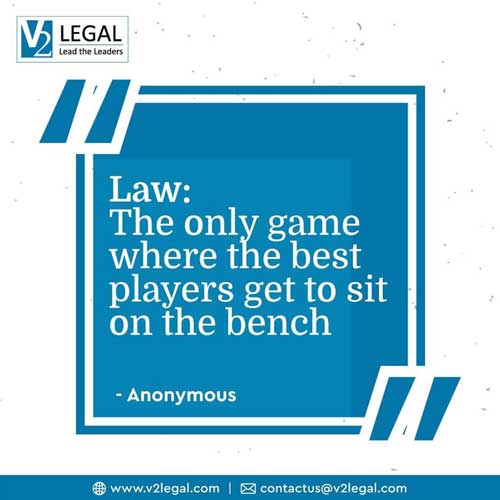 V2 LEGAL
Lead the Leaders
Law:
The only game
where the best
players get to sit
on the bench
- Anonymous
www.v2legal.com | contactus@v2legal.com